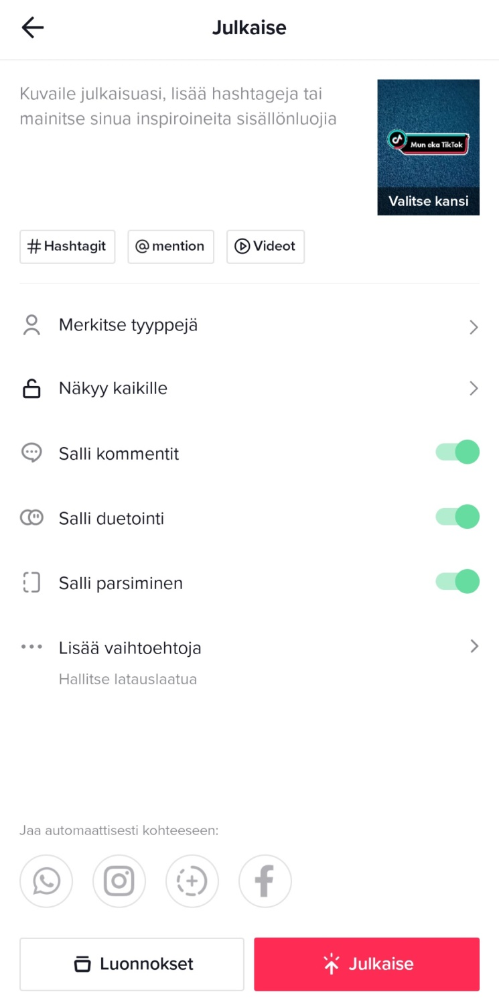 Julkaise
Kuvaile julkaisuasi, lisää hashtageja tai
mainitse sinua inspiroineita sisällönluojia
Mun eka TikTok
Valitse kansi
#Hashtagit
@mention
Videot
Merkitse tyyppejä
Näkyy kaikille
Salli kommentit
Salli duetointi
Salli parsiminen
Lisää vaihtoehtoja
Hallitse latauslaatua
Jaa automaattisesti kohteeseen:
Luonnokset
Julkaise